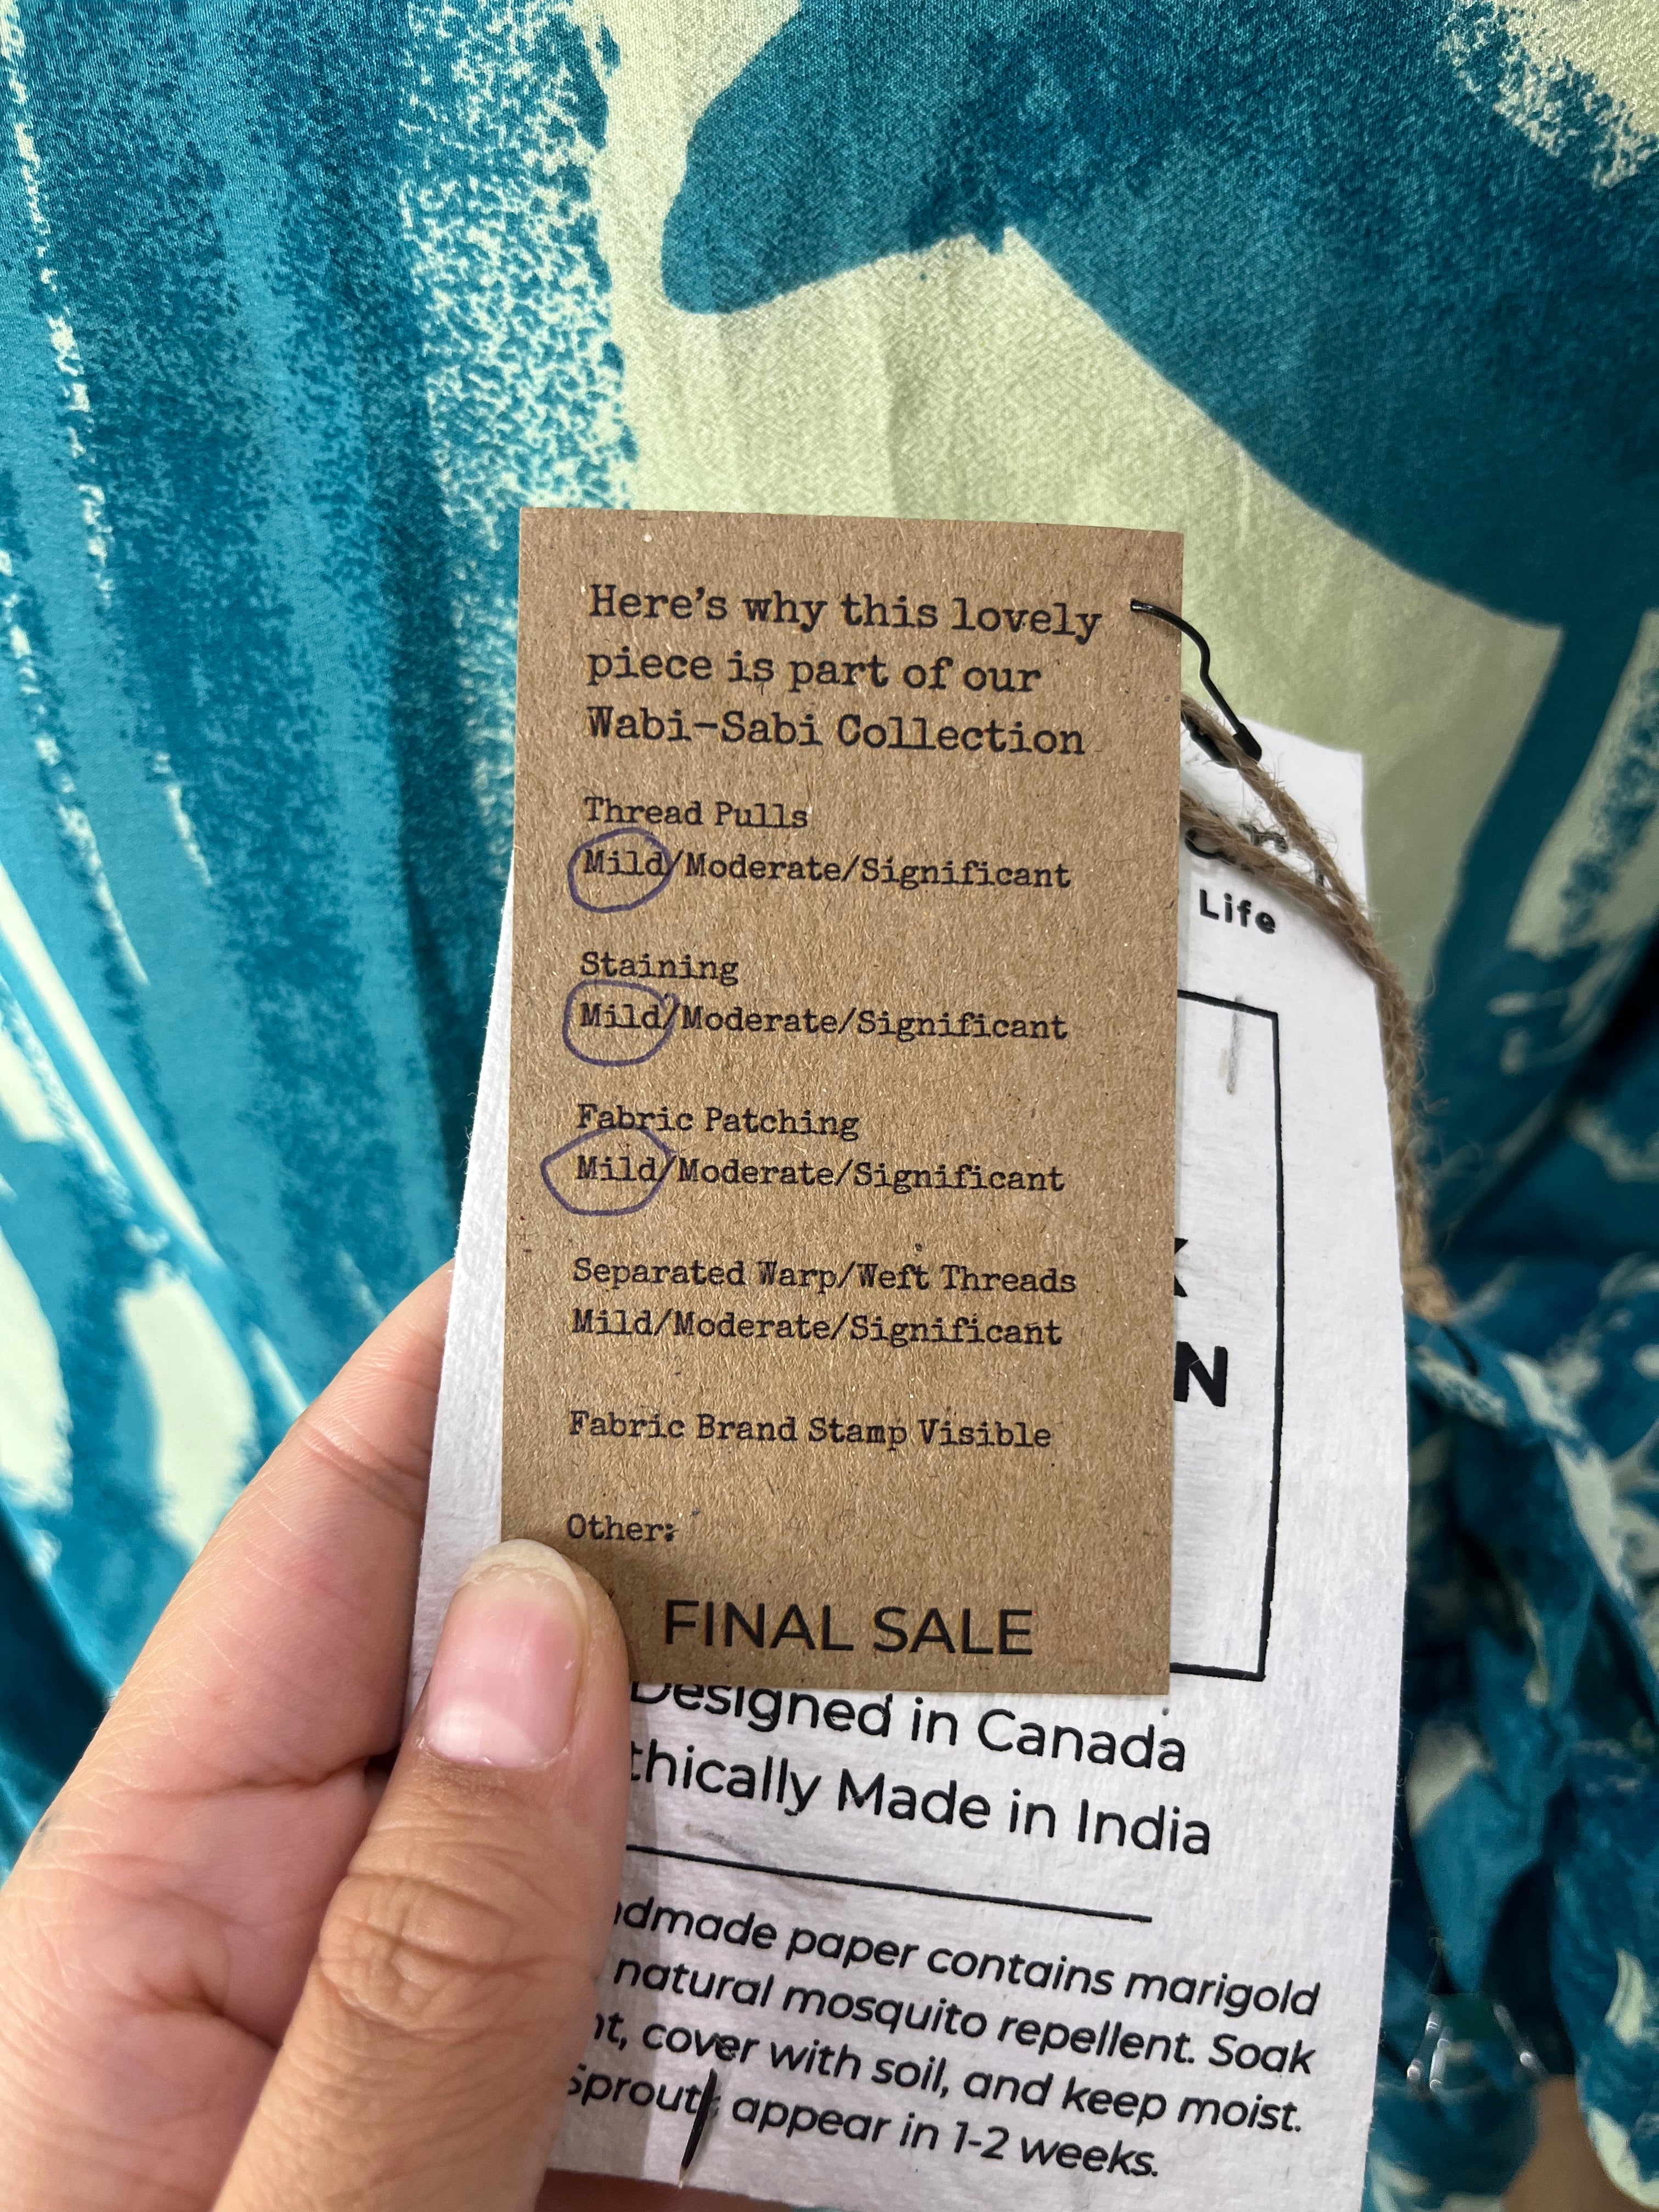 Here's why this lovely
piece is part of our
Wabi-Sabi Collection
Thread Pulls
Mild/Moderate/Significant
Staining
Mild/Moderate/Significant
Fabric Patching
Mild/Moderate/Significant
Separated Warp/Weft Threads
Mild/Moderate/Significant
Fabric Brand Stamp Visible
Other:
FINAL SALE
Life
Designed in Canada
Made in India
paper contains marigold
natural mosquito repellent. Soak
cover with soil, and keep moist.
appear in 1-2 weeks.